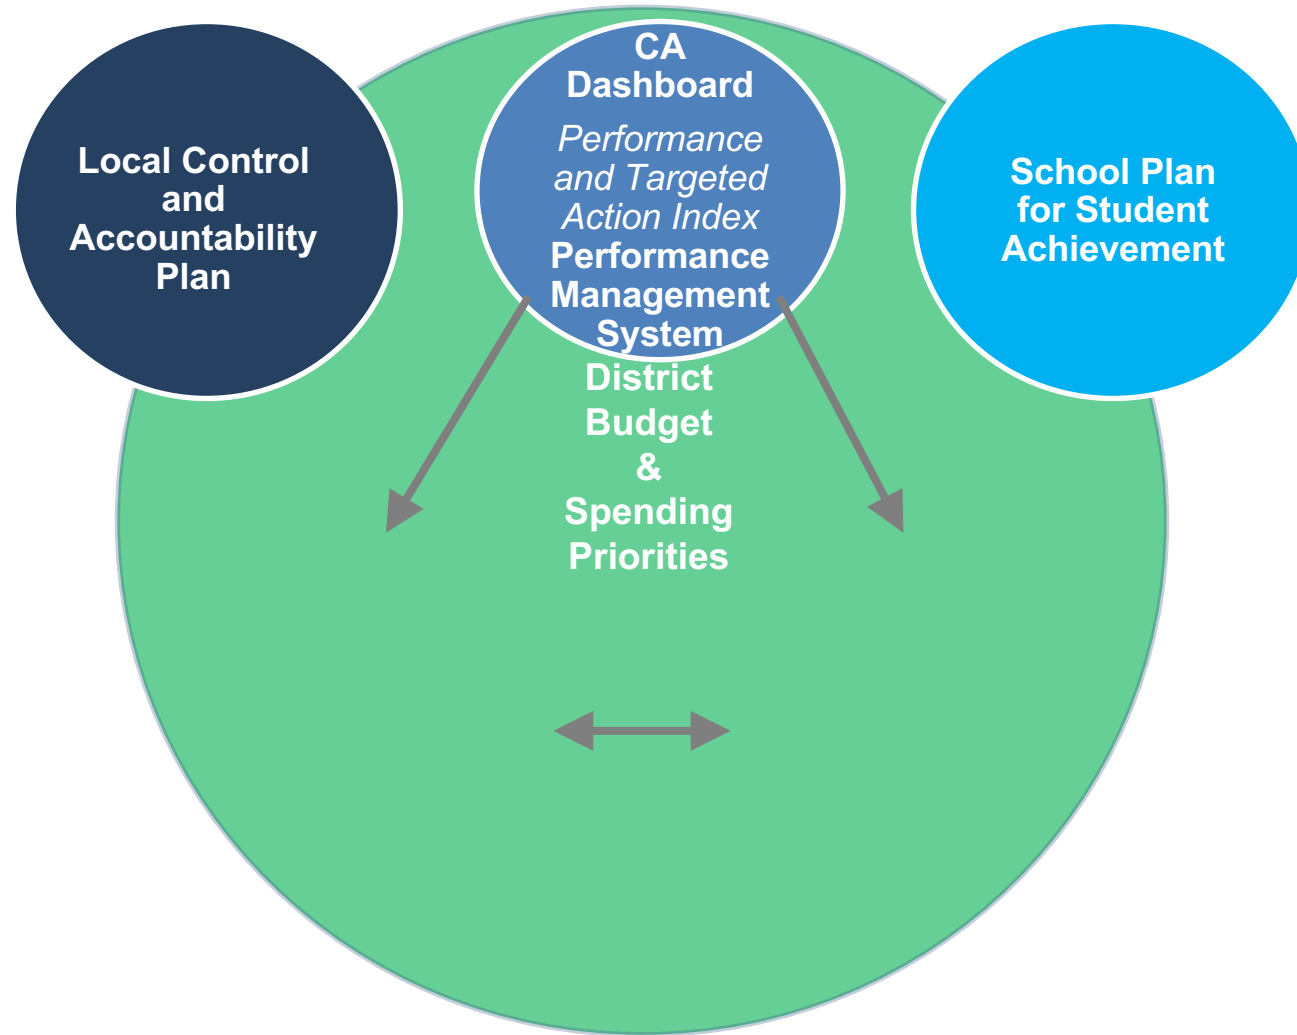 Local Control
and
Accountability
Plan
CA
Dashboard
Performance
and Targeted
Action Index
Performance
Management
System
District
Budget
&
Spending
Priorities
School Plan
for Student
Achievement